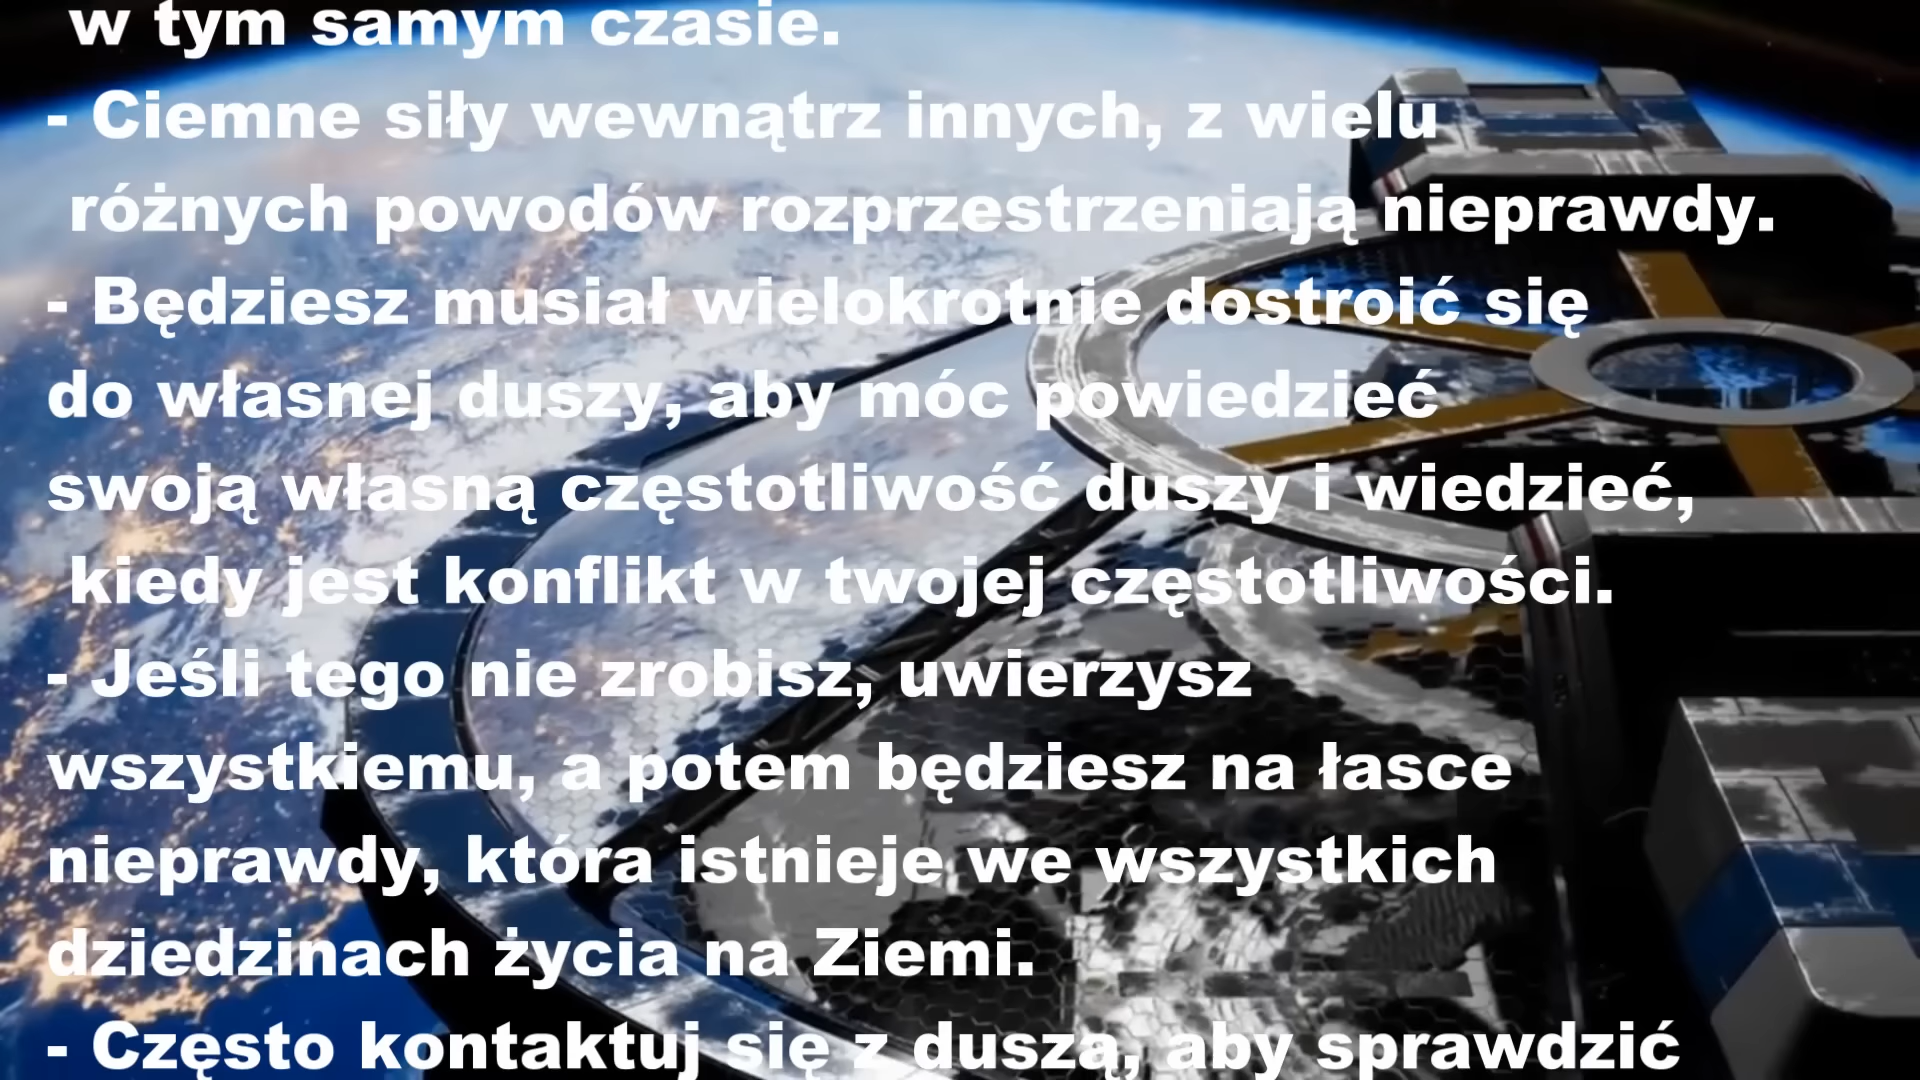 w tym samym czasie.
- Ciemne siły wewnątrz innych, z wielu
różnych powodów rozprzestrzeniają nieprawdy.
- Będziesz musiał wielokrotnie dostroić się
do własnej duszy, aby móc powiedzieć
swoją własną częstotliwość duszy i wiedzieć,
kiedy jest konflikt w twojej częstotliwości.
- Jeśli tego nie zrobisz, uwierzysz
wszystkiemu, a potem będziesz na łasce
nieprawdy, która istnieje we wszystkich
dziedzinach życia na Ziemi.
- Często kontaktuj się z duszą, aby sprawdzić